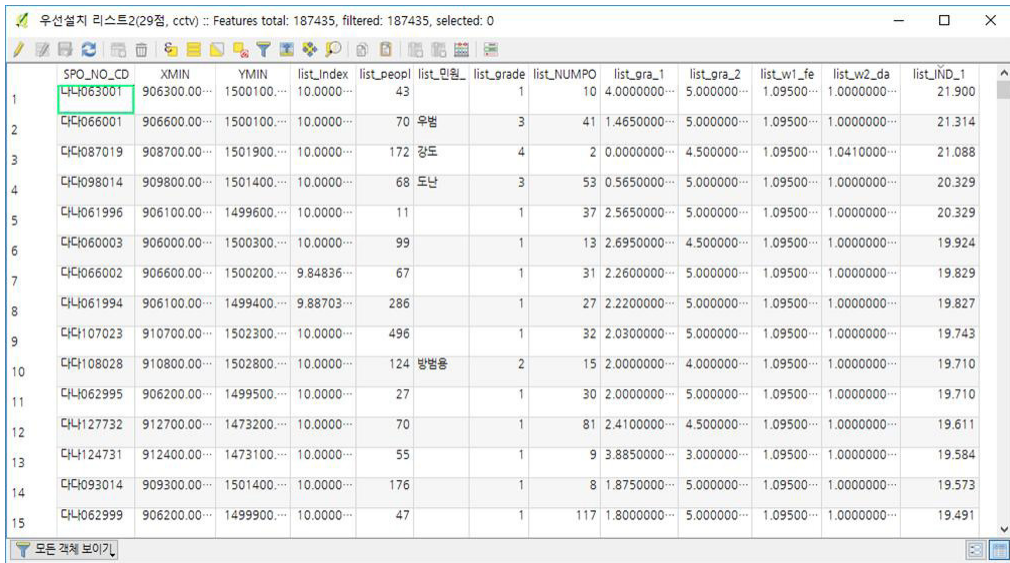 우선설치 리스트2(29점, cctv) :: Features total: 187435, filtered: 187435, selected: 0
SPO_NO_CD XMIN YMIN list_Index list_peopl list_민원_ list_grade list_NUMPO list_gra_1 list_gra_2 list_w1_fe list_w2_da list_IND_1
1 나나063001 906300.00… 1500100.… 10.0000… 43 1 10 4.0000000… 5.000000… 1.09500… 1.0000000… 21.900
2 다다066001 906600.00… 1500100.… 10.0000… 70 우범 3 41 1.4650000… 5.000000… 1.09500… 1.0000000… 21.314
3 다다087019 908700.00… 1501900.… 10.0000… 172 강도 4 2 0.0000000… 4.500000… 1.09500… 1.0410000… 21.088
4 다다098014 909800.00… 1501400.… 10.0000… 68 도난 3 53 0.5650000… 5.000000… 1.09500… 1.0000000… 20.329
5 다나061996 906100.00… 1499600.… 10.0000… 11 1 37 2.5650000… 5.000000… 1.09500… 1.0000000… 20.329
6 다다060003 906000.00… 1500300.… 10.0000… 99 1 13 2.6950000… 4.500000… 1.09500… 1.0000000… 19.924
7 다다066002 906600.00… 1500200.… 9.84836… 67 1 31 2.2600000… 5.000000… 1.09500… 1.0000000… 19.829
8 다나061994 906100.00… 1499400.… 9.88703… 286 1 27 2.2200000… 5.000000… 1.09500… 1.0000000… 19.827
9 다다107023 910700.00… 1502300.… 10.0000… 496 1 32 2.0300000… 5.000000… 1.09500… 1.0000000… 19.743
10 다다108028 910800.00… 1502800.… 10.0000… 124 방범용 2 15 2.0000000… 4.000000… 1.09500… 1.0000000… 19.710
11 다나062995 906200.00… 1499500.… 10.0000… 27 1 30 2.0000000… 5.000000… 1.09500… 1.0000000… 19.710
12 다나127732 912700.00… 1473200.… 10.0000… 70 1 81 2.4100000… 4.500000… 1.09500… 1.0000000… 19.611
13 다나124731 912400.00… 1473100.… 10.0000… 55 1 9 3.8850000… 3.000000… 1.09500… 1.0000000… 19.584
14 다다093014 909300.00… 1501400.… 10.0000… 176 1 8 1.8750000… 5.000000… 1.09500… 1.0000000… 19.573
15 다나062999 906200.00… 1499900.… 10.0000… 47 1 117 1.8000000… 5.000000… 1.09500… 1.0000000… 19.491
모든 객체 보이기